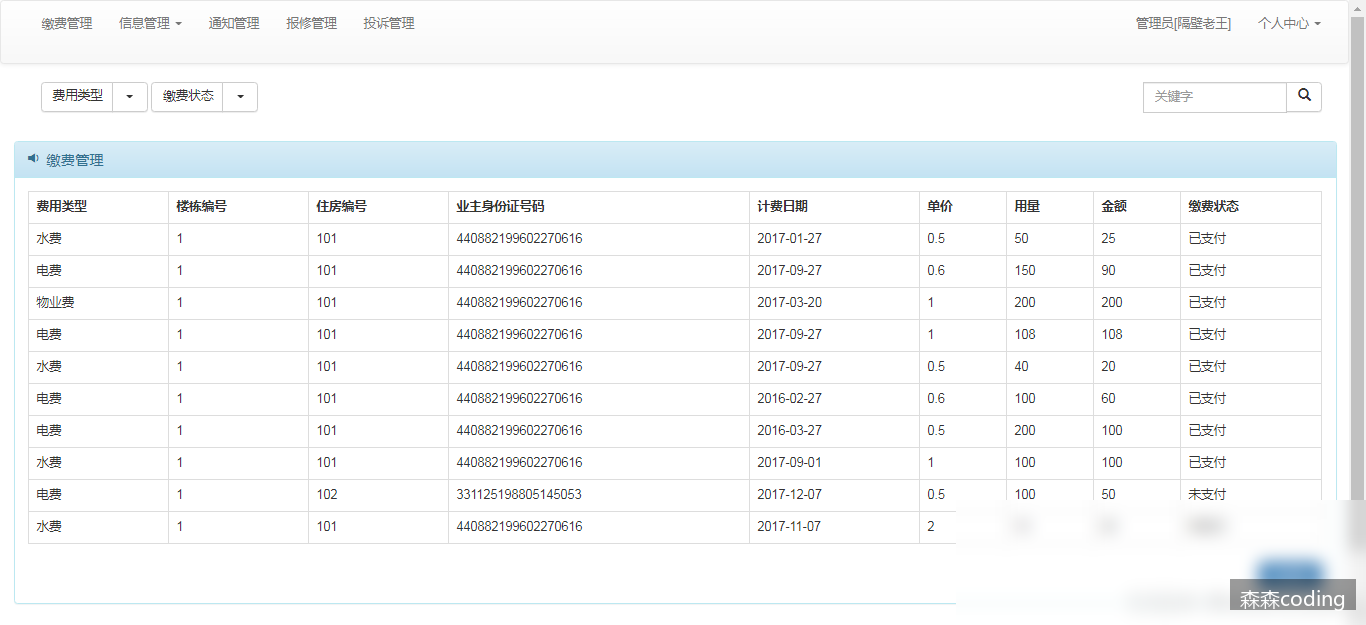 缴费管理 信息管理 通知管理 报修管理 投诉管理 管理员[隔壁老王] 个人中心
费用类型 缴费状态 关键字
缴费管理
费用类型 楼栋编号 住房编号 业主身份证号码 计费日期 单价 用量 金额 缴费状态
水费 1 101 440882199602270616 2017-01-27 0.5 50 25 已支付
电费 1 101 440882199602270616 2017-09-27 0.6 150 90 已支付
物业费 1 101 440882199602270616 2017-03-20 1 200 200 已支付
电费 1 101 440882199602270616 2017-09-27 1 108 108 已支付
水费 1 101 440882199602270616 2017-09-27 0.5 40 20 已支付
电费 1 101 440882199602270616 2016-02-27 0.6 100 60 已支付
电费 1 101 440882199602270616 2016-03-27 0.5 200 100 已支付
水费 1 101 440882199602270616 2017-09-01 1 100 100 已支付
电费 1 102 331125198805145053 2017-12-07 0.5 100 50 未支付
水费 1 101 440882199602270616 2017-11-07 2
森森coding